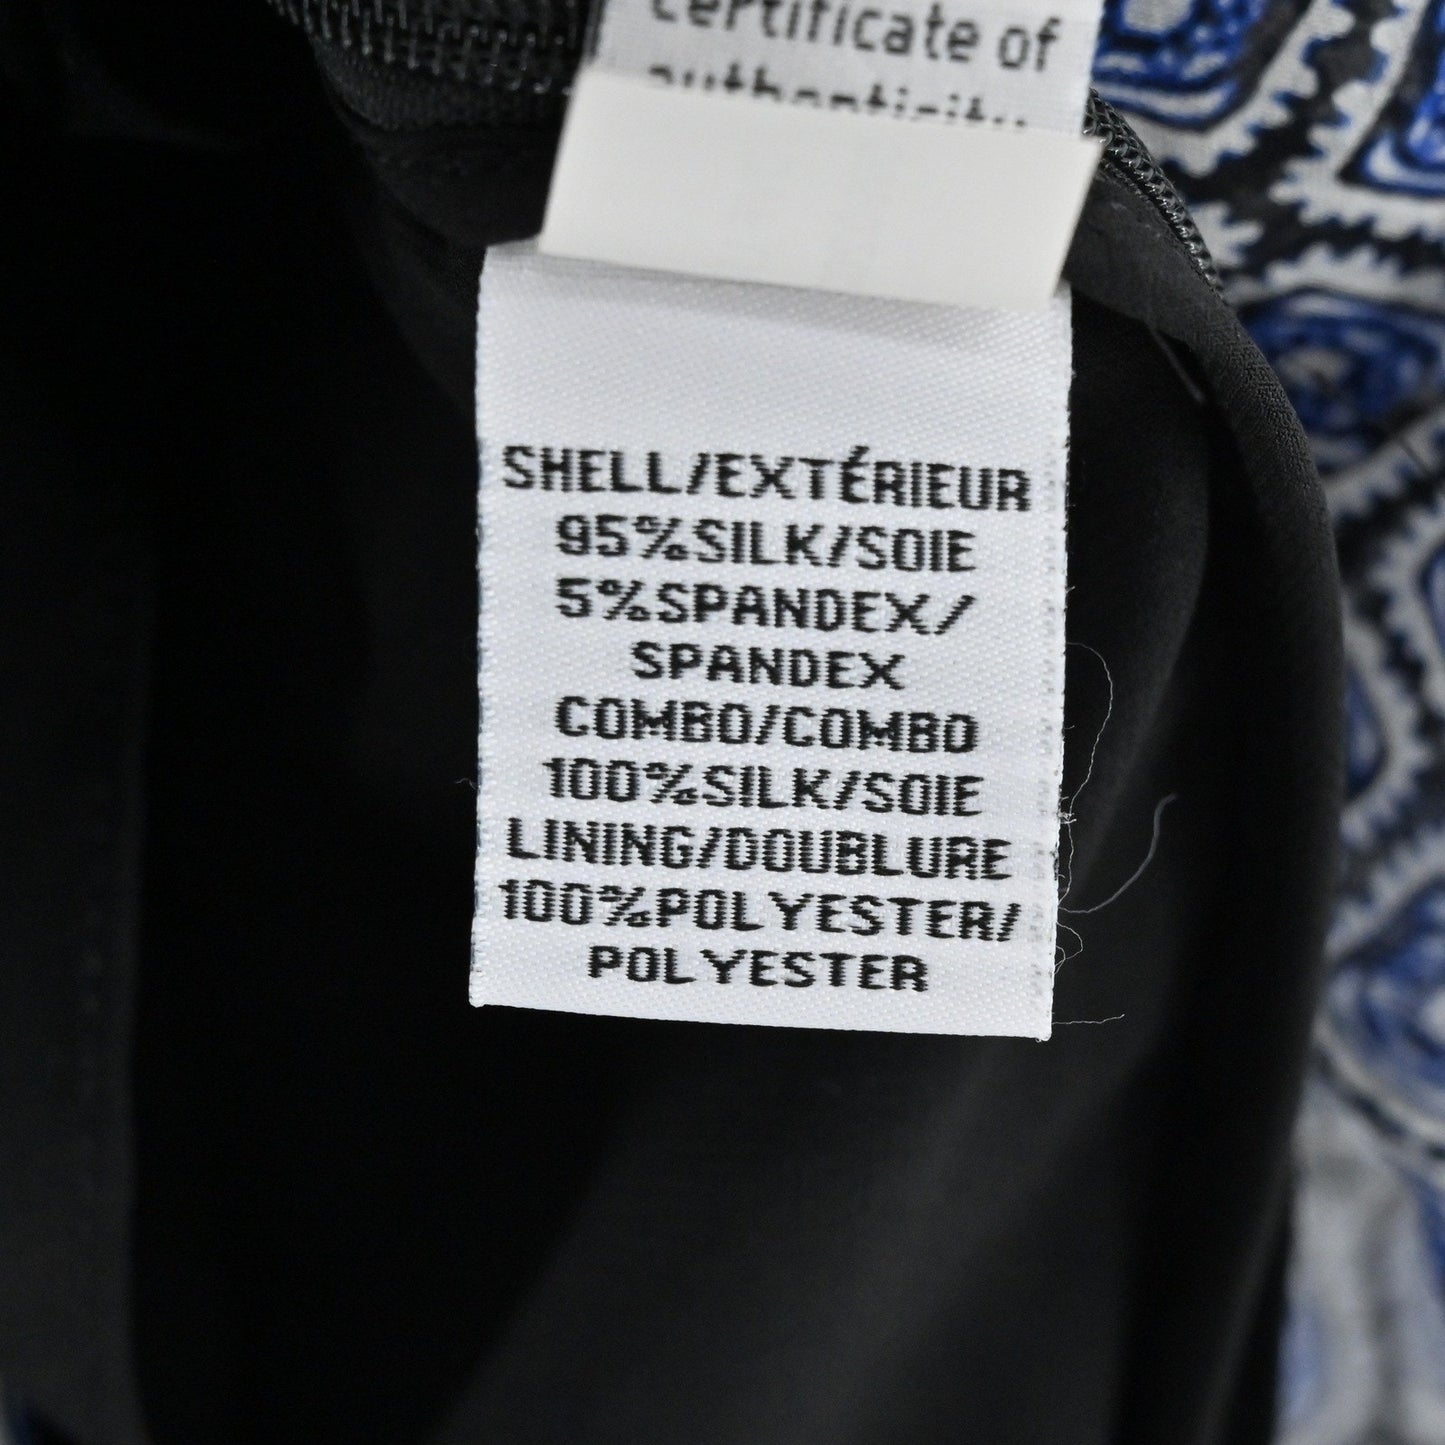 certificate of
authenticity
SHELL/EXTÉRIEUR
95%SILK/SOIE
5%SPANDEX/
SPANDEX
COMBO/COMBO
100%SILK/SOIE
LINING/DOUBLURE
100%POLYESTER/
POLYESTER